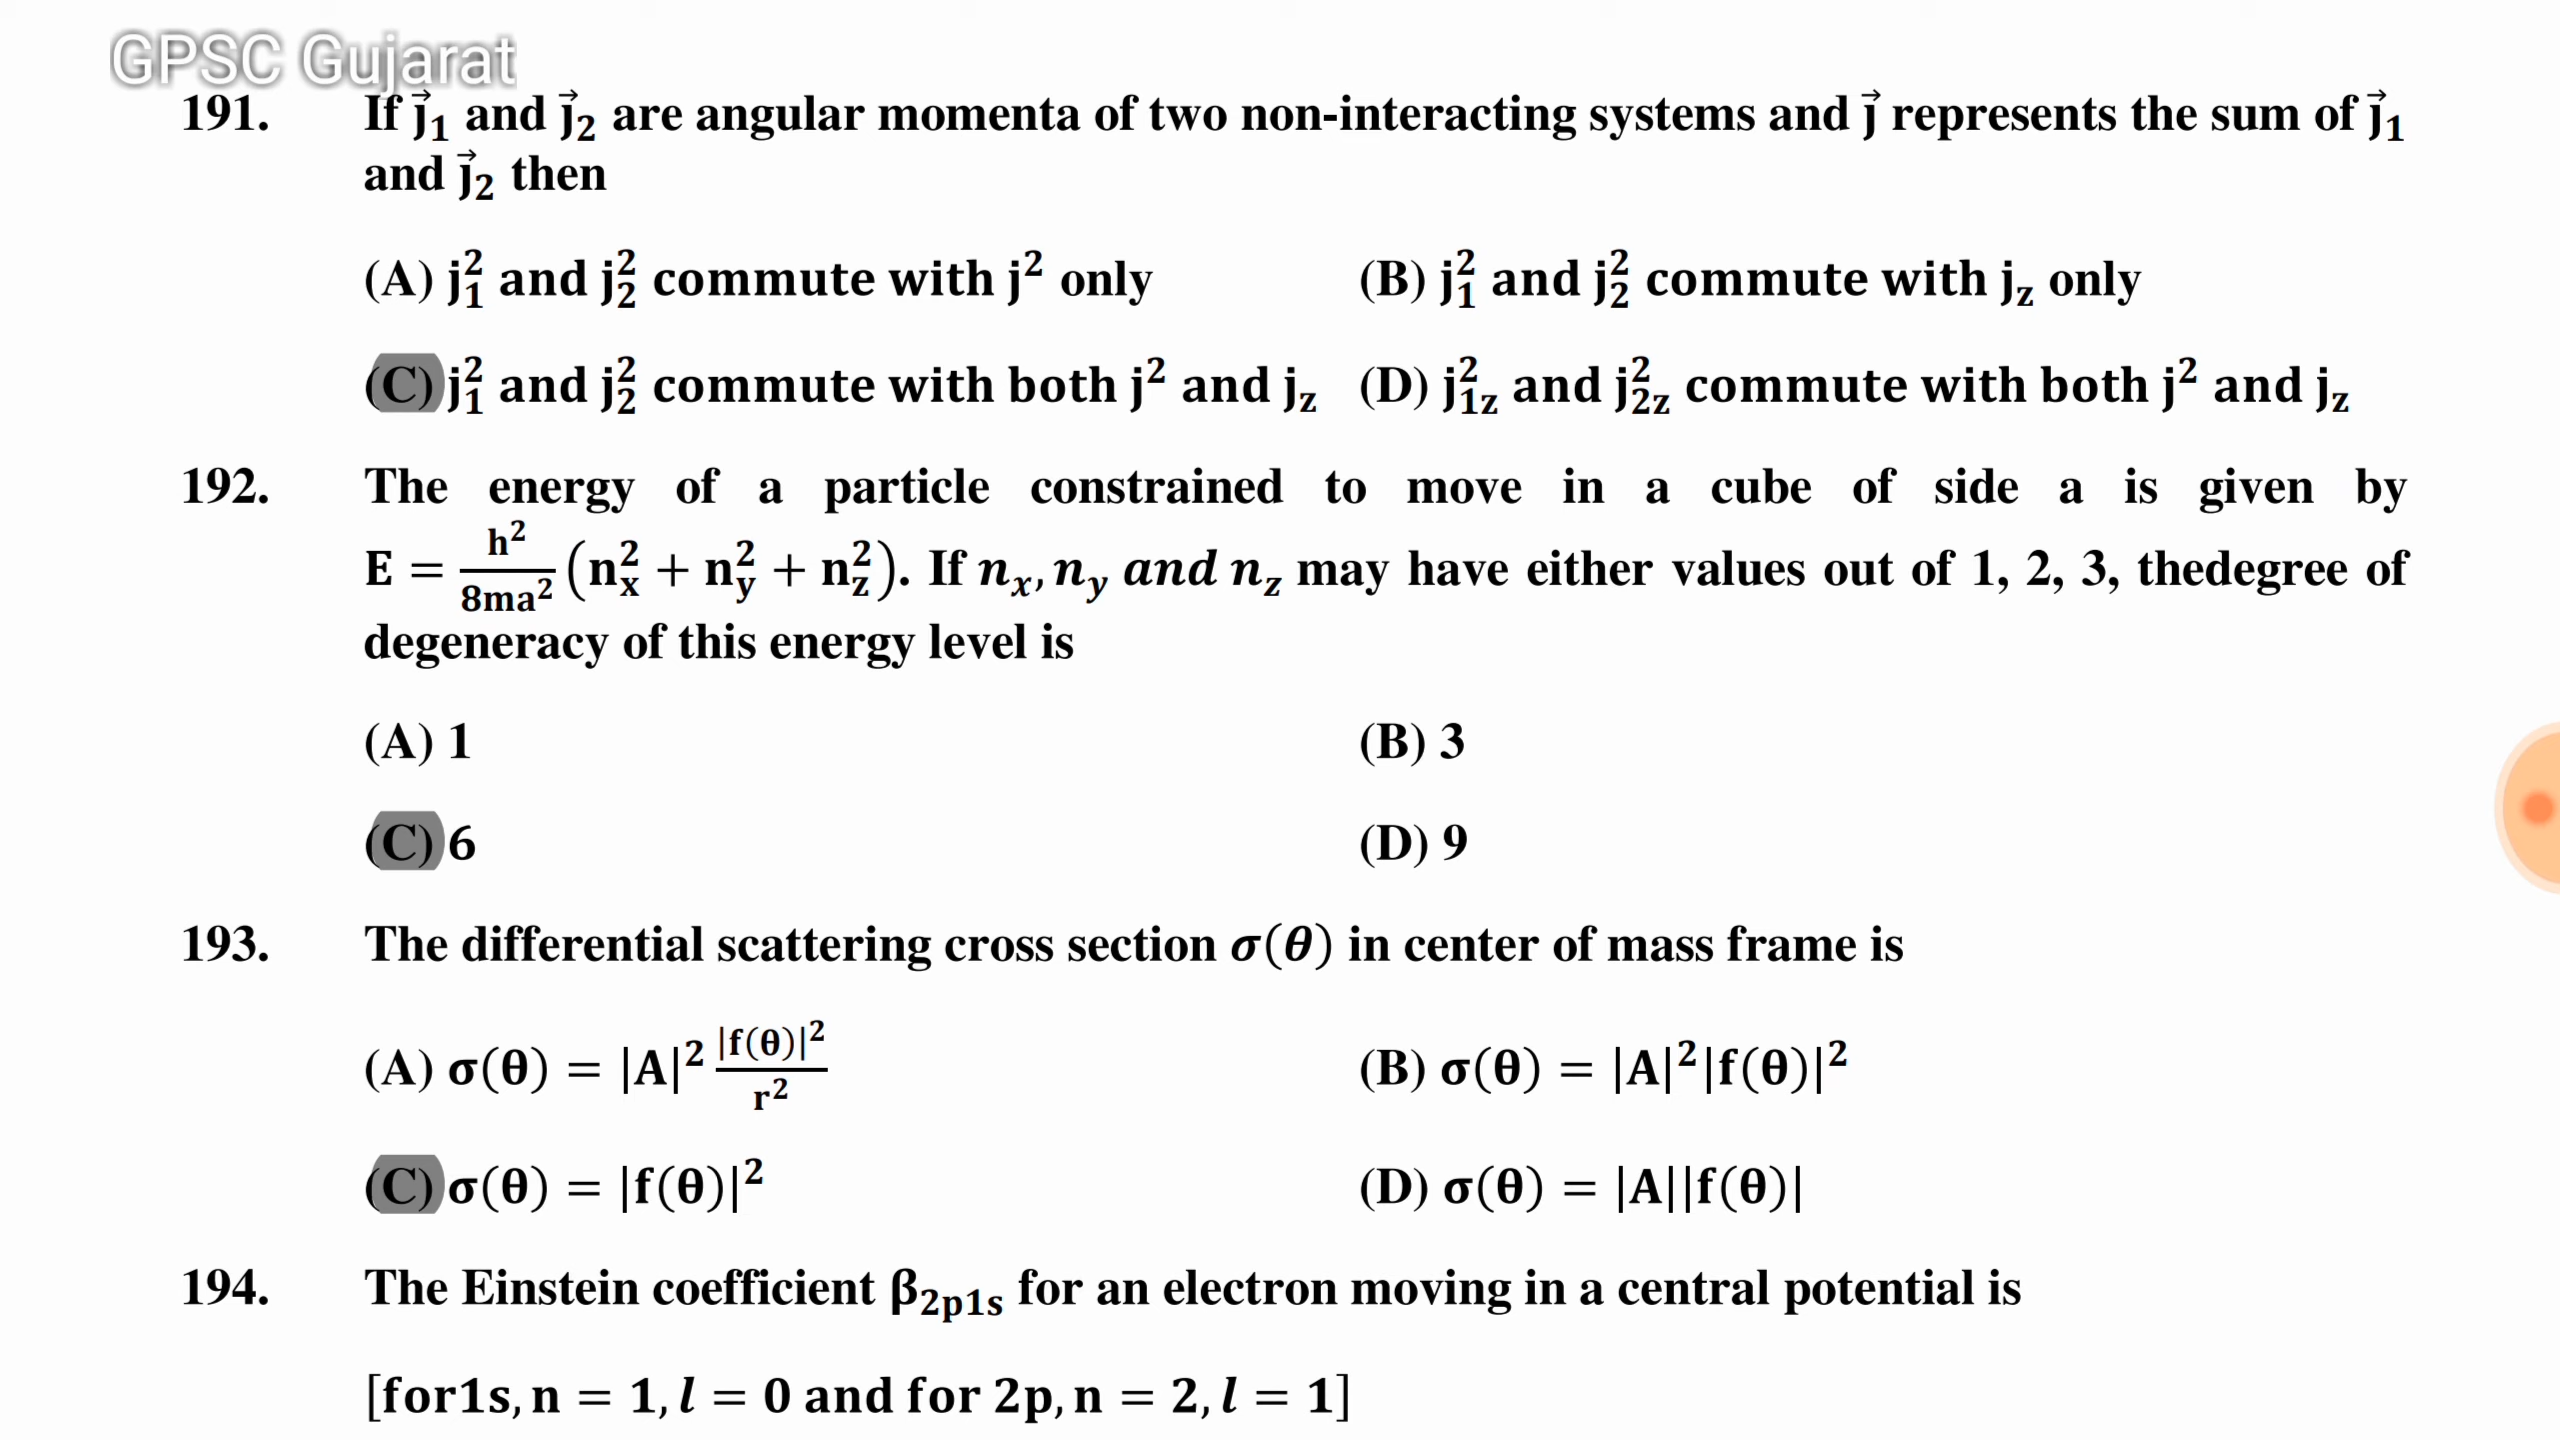 GPSC Gujarat
191. If j⃗₁ and j⃗₂ are angular momenta of two non-interacting systems and j⃗ represents the sum of j⃗₁
and j⃗₂ then
(A) j₁² and j₂² commute with j² only (B) j₁² and j₂² commute with j_z only
(C) j₁² and j₂² commute with both j² and j_z (D) j₁z² and j₂z² commute with both j² and j_z
192. The energy of a particle constrained to move in a cube of side a is given by
E = h²/8ma² (n_x² + n_y² + n_z²). If n_x, n_y and n_z may have either values out of 1, 2, 3, thedegree of
degeneracy of this energy level is
(A) 1 (B) 3
(C) 6 (D) 9
193. The differential scattering cross section σ(θ) in center of mass frame is
(A) σ(θ) = |A|² |f(θ)|²/r² (B) σ(θ) = |A|²|f(θ)|²
(C) σ(θ) = |f(θ)|² (D) σ(θ) = |A||f(θ)|
194. The Einstein coefficient β₂p₁s for an electron moving in a central potential is
[for1s, n = 1, l = 0 and for 2p, n = 2, l = 1]